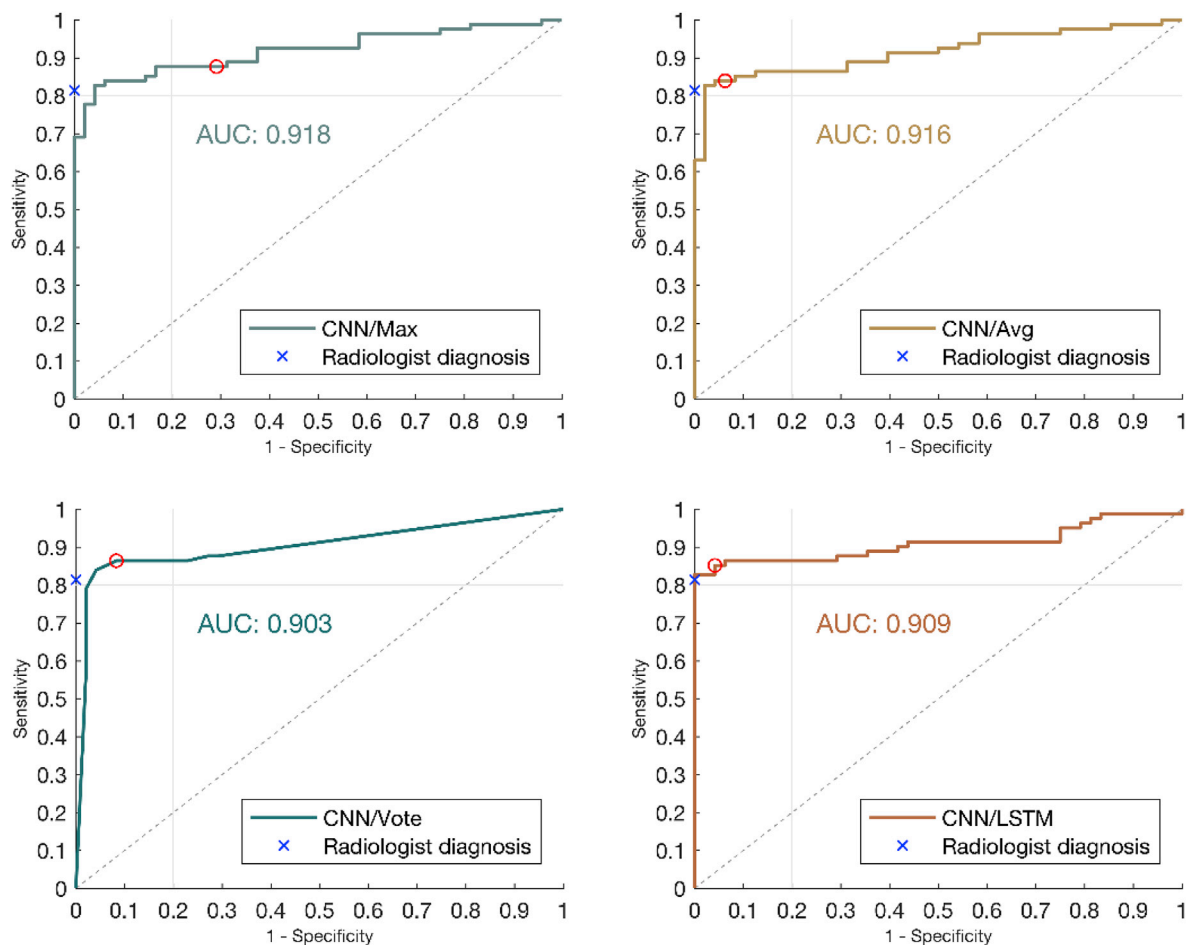 1
0.9
0.8
0.7
0.6
0.5
0.4
0.3
0.2
0.1
0
Sensitivity
AUC: 0.918
CNN/Max
Radiologist diagnosis
0 0.1 0.2 0.3 0.4 0.5 0.6 0.7 0.8 0.9 1
1 - Specificity
1
0.9
0.8
0.7
0.6
0.5
0.4
0.3
0.2
0.1
0
Sensitivity
AUC: 0.916
CNN/Avg
Radiologist diagnosis
0 0.1 0.2 0.3 0.4 0.5 0.6 0.7 0.8 0.9 1
1 - Specificity
1
0.9
0.8
0.7
0.6
0.5
0.4
0.3
0.2
0.1
0
Sensitivity
AUC: 0.903
CNN/Vote
Radiologist diagnosis
0 0.1 0.2 0.3 0.4 0.5 0.6 0.7 0.8 0.9 1
1 - Specificity
1
0.9
0.8
0.7
0.6
0.5
0.4
0.3
0.2
0.1
0
Sensitivity
AUC: 0.909
CNN/LSTM
Radiologist diagnosis
0 0.1 0.2 0.3 0.4 0.5 0.6 0.7 0.8 0.9 1
1 - Specificity